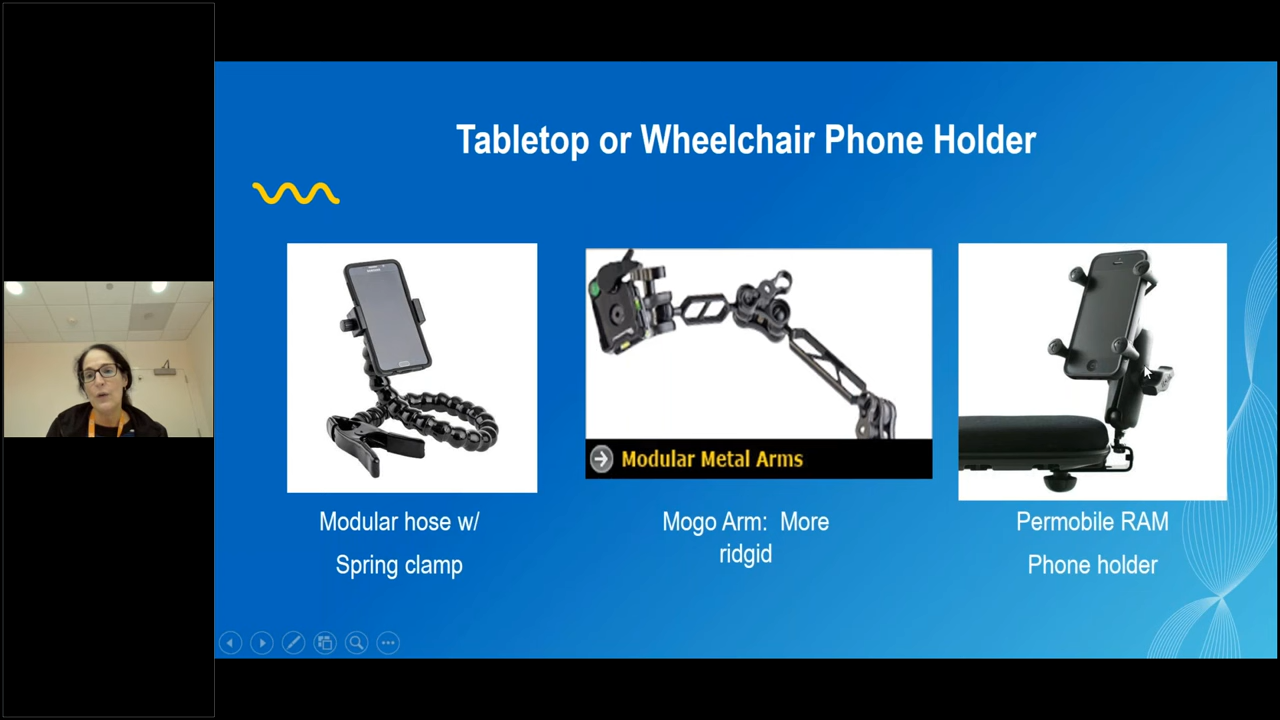 Tabletop or Wheelchair Phone Holder
SAMSUNG
Modular Metal Arms
Modular hose w/
Spring clamp
Mogo Arm: More
ridgid
Permobile RAM
Phone holder